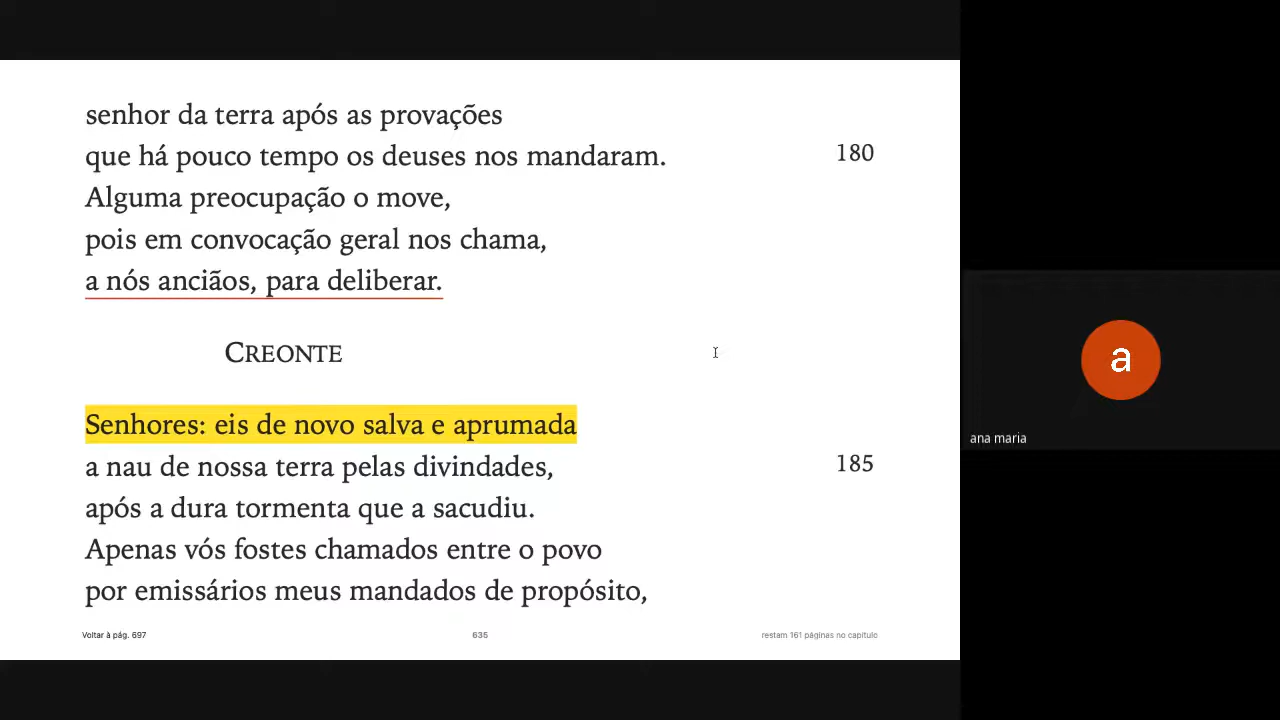 senhor da terra após as provações
que há pouco tempo os deuses nos mandaram. 180
Alguma preocupação o move,
pois em convocação geral nos chama,
a nós anciãos, para deliberar.
CREONTE
Senhores: eis de novo salva e aprumada
a nau de nossa terra pelas divindades, 185
após a dura tormenta que a sacudiu.
Apenas vós fostes chamados entre o povo
por emissários meus mandados de propósito,
Voltar à pág. 697 635 restam 161 páginas no capítulo
a
ana maria